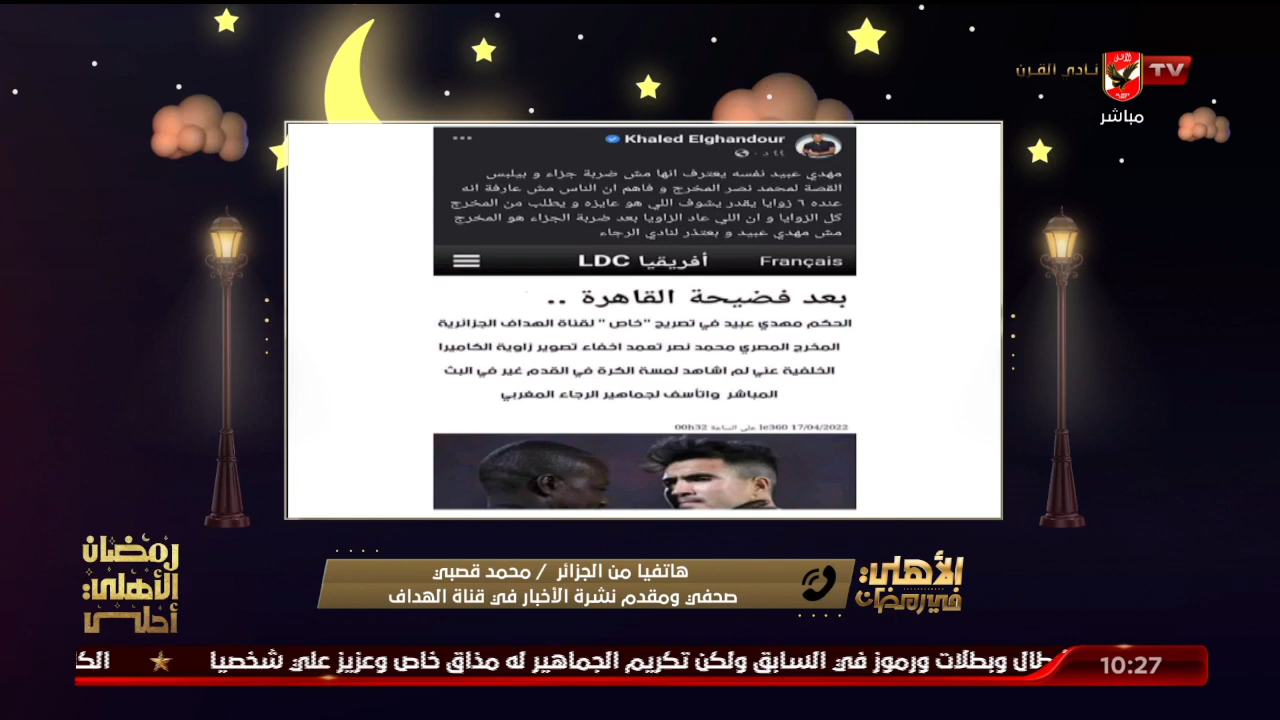 نادي القرن
TV
مباشر
Khaled Elghandour
٤٤ د
مهدي عبيد نفسه يعترف انها مش ضربة جزاء و بيلبس
القصة لمحمد نصر المخرج و فاهم ان الناس مش عارفة انه
عنده ٦ زوايا يقدر يشوف اللي هو عايزه و يطلب من المخرج
كل الزوايا و ان اللي عاد الزاويا بعد ضربة الجزاء هو المخرج
مش مهدي عبيد و بعتذر لنادي الرجاء
Français أفريقيا LDC
بعد فضيحة القاهرة ..
الحكم مهدي عبيد في تصريح "خاص " لقناة الهداف الجزائرية
المخرج المصري محمد نصر تعمد اخفاء تصوير زاوية الكاميرا
الخلفية عني لم اشاهد لمسة الكرة في القدم غير في البث
المباشر واتأسف لجماهير الرجاء المغربي
le360 17/04/2022 على الساعة 00h32
هاتفيا من الجزائر / محمد قصبي
صحفي ومقدم نشرة الأخبار في قناة الهداف
الأهلي
في رمضان
رمضان
الأهلي
أحلى
طال وبطلات ورموز في السابق ولكن تكريم الجماهير له مذاق خاص وعزيز علي شخصيا
الك
10:27